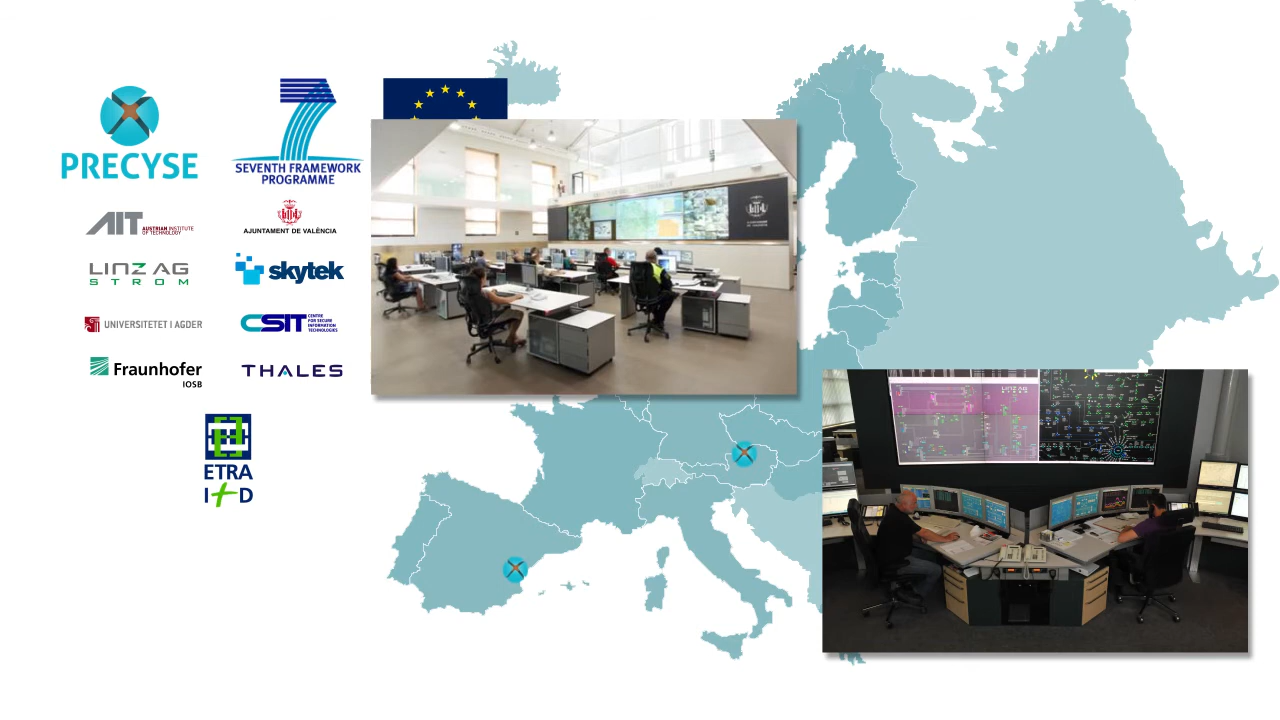 PRECYSE
SEVENTH FRAMEWORK
PROGRAMME
AIT AUSTRIAN INSTITUTE
OF TECHNOLOGY
AJUNTAMENT DE VALÈNCIA
LINZ AG
STROM
skytek
UNIVERSITETET I AGDER
CSIT CENTRE
FOR SECURE
INFORMATION
TECHNOLOGIES
Fraunhofer
IOSB
THALES
ETRA
I+D
LINZ AG